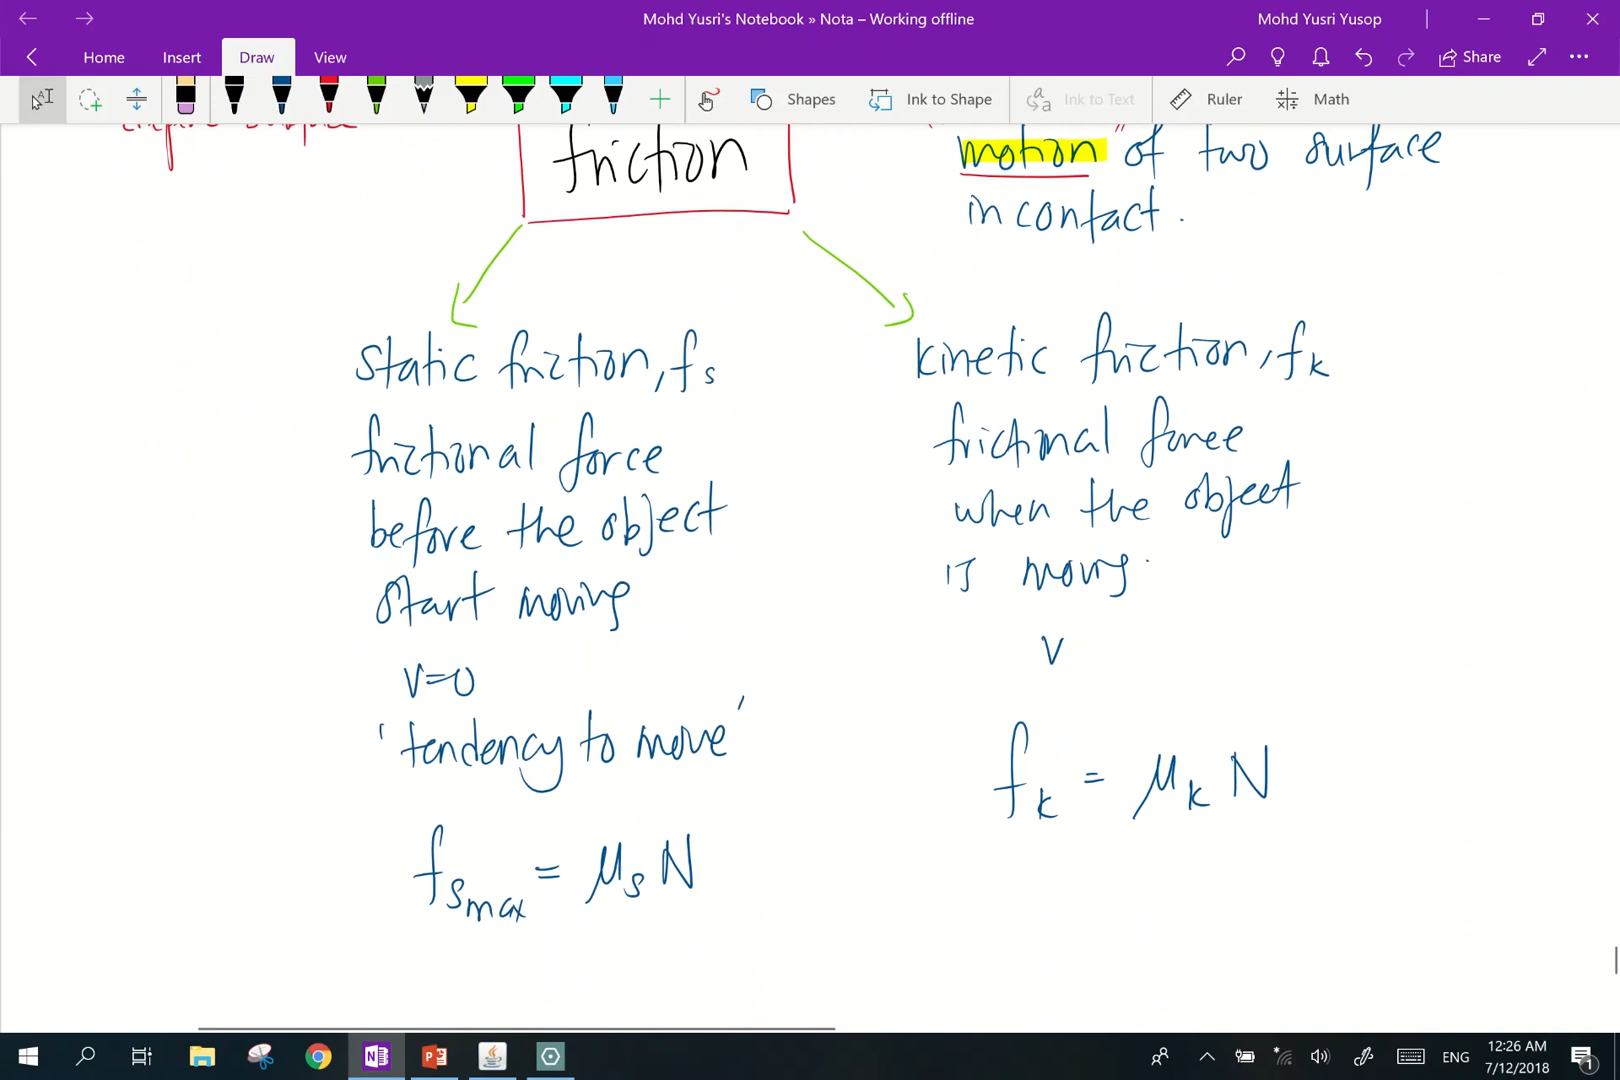 Mohd Yusri's Notebook » Nota – Working offline
Mohd Yusri Yusop
Home Insert Draw View
Share
Shapes Ink to Shape Ink to Text Ruler Math
surface
friction
"motion" of two surface
in contact.
Static friction, fs
frictional force
before the object
start moving
v=0
'tendency to move'
fsmax = μs N
Kinetic friction, fk
frictional force
when the object
is moving.
v
fk = μk N
ENG
12:26 AM
7/12/2018
1